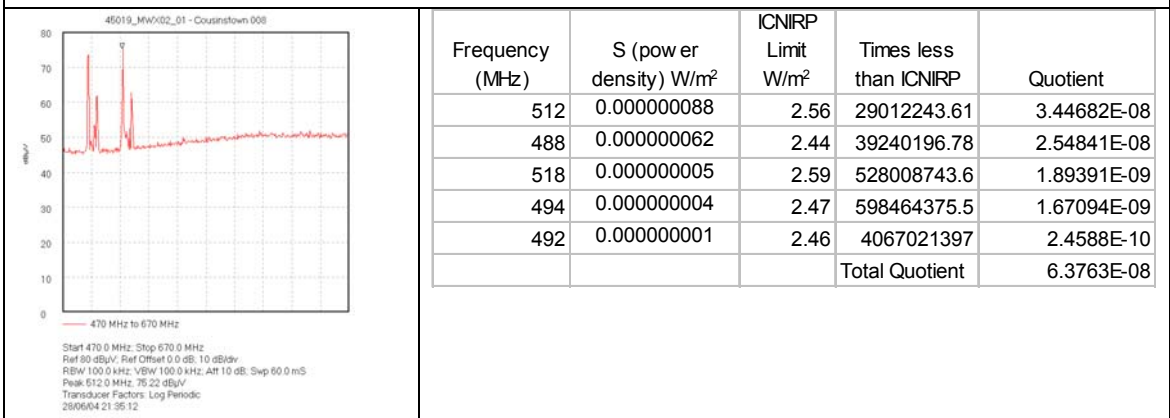 45019_MWX02_01 - Cousinstown 008
80
70
60
50
40
30
20
10
0
dBµV
470 MHz to 670 MHz
Start 470.0 MHz; Stop 670.0 MHz
Ref 80 dBµV; Ref Offset 0.0 dB; 10 dB/div
RBW 100.0 kHz; VBW 100.0 kHz; Att 10 dB; Swp 60.0 mS
Peak 512.0 MHz, 75.22 dBµV
Transducer Factors: Log Periodic
28/06/04 21:35:12
Frequency (MHz) S (pow er density) W/m² ICNIRP Limit W/m² Times less than ICNIRP Quotient
512 0.000000088 2.56 29012243.61 3.44682E-08
488 0.000000062 2.44 39240196.78 2.54841E-08
518 0.000000005 2.59 528008743.6 1.89391E-09
494 0.000000004 2.47 598464375.5 1.67094E-09
492 0.000000001 2.46 4067021397 2.4588E-10
Total Quotient 6.3763E-08